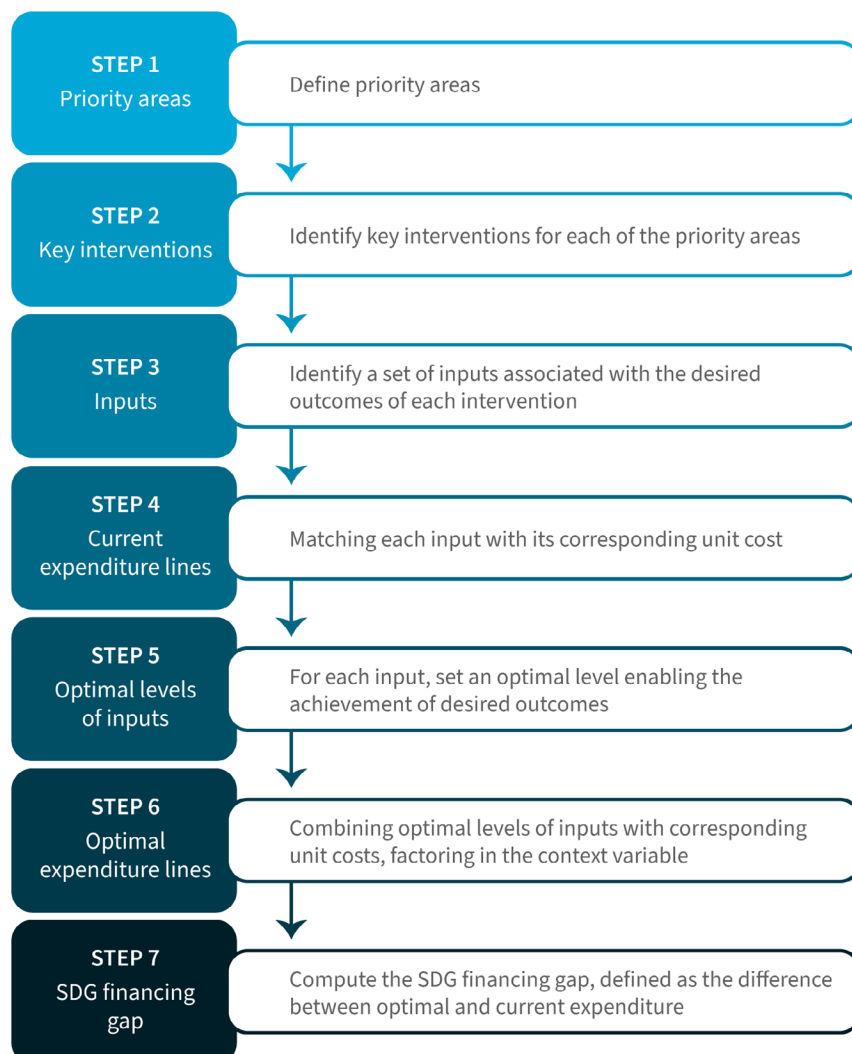 STEP 1
Priority areas
Define priority areas
STEP 2
Key interventions
Identify key interventions for each of the priority areas
STEP 3
Inputs
Identify a set of inputs associated with the desired
outcomes of each intervention
STEP 4
Current
expenditure lines
Matching each input with its corresponding unit cost
STEP 5
Optimal levels
of inputs
For each input, set an optimal level enabling the
achievement of desired outcomes
STEP 6
Optimal
expenditure lines
Combining optimal levels of inputs with corresponding
unit costs, factoring in the context variable
STEP 7
SDG financing
gap
Compute the SDG financing gap, defined as the difference
between optimal and current expenditure